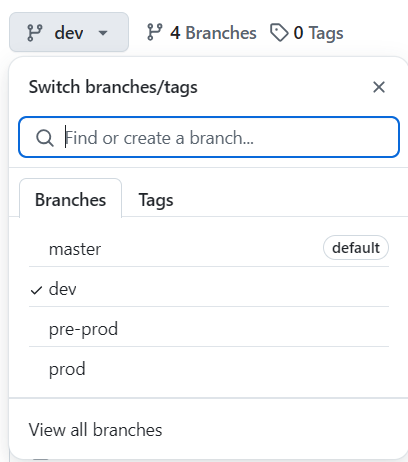 dev 4 Branches 0 Tags
Switch branches/tags
Find or create a branch...
Branches Tags
master default
dev
pre-prod
prod
View all branches